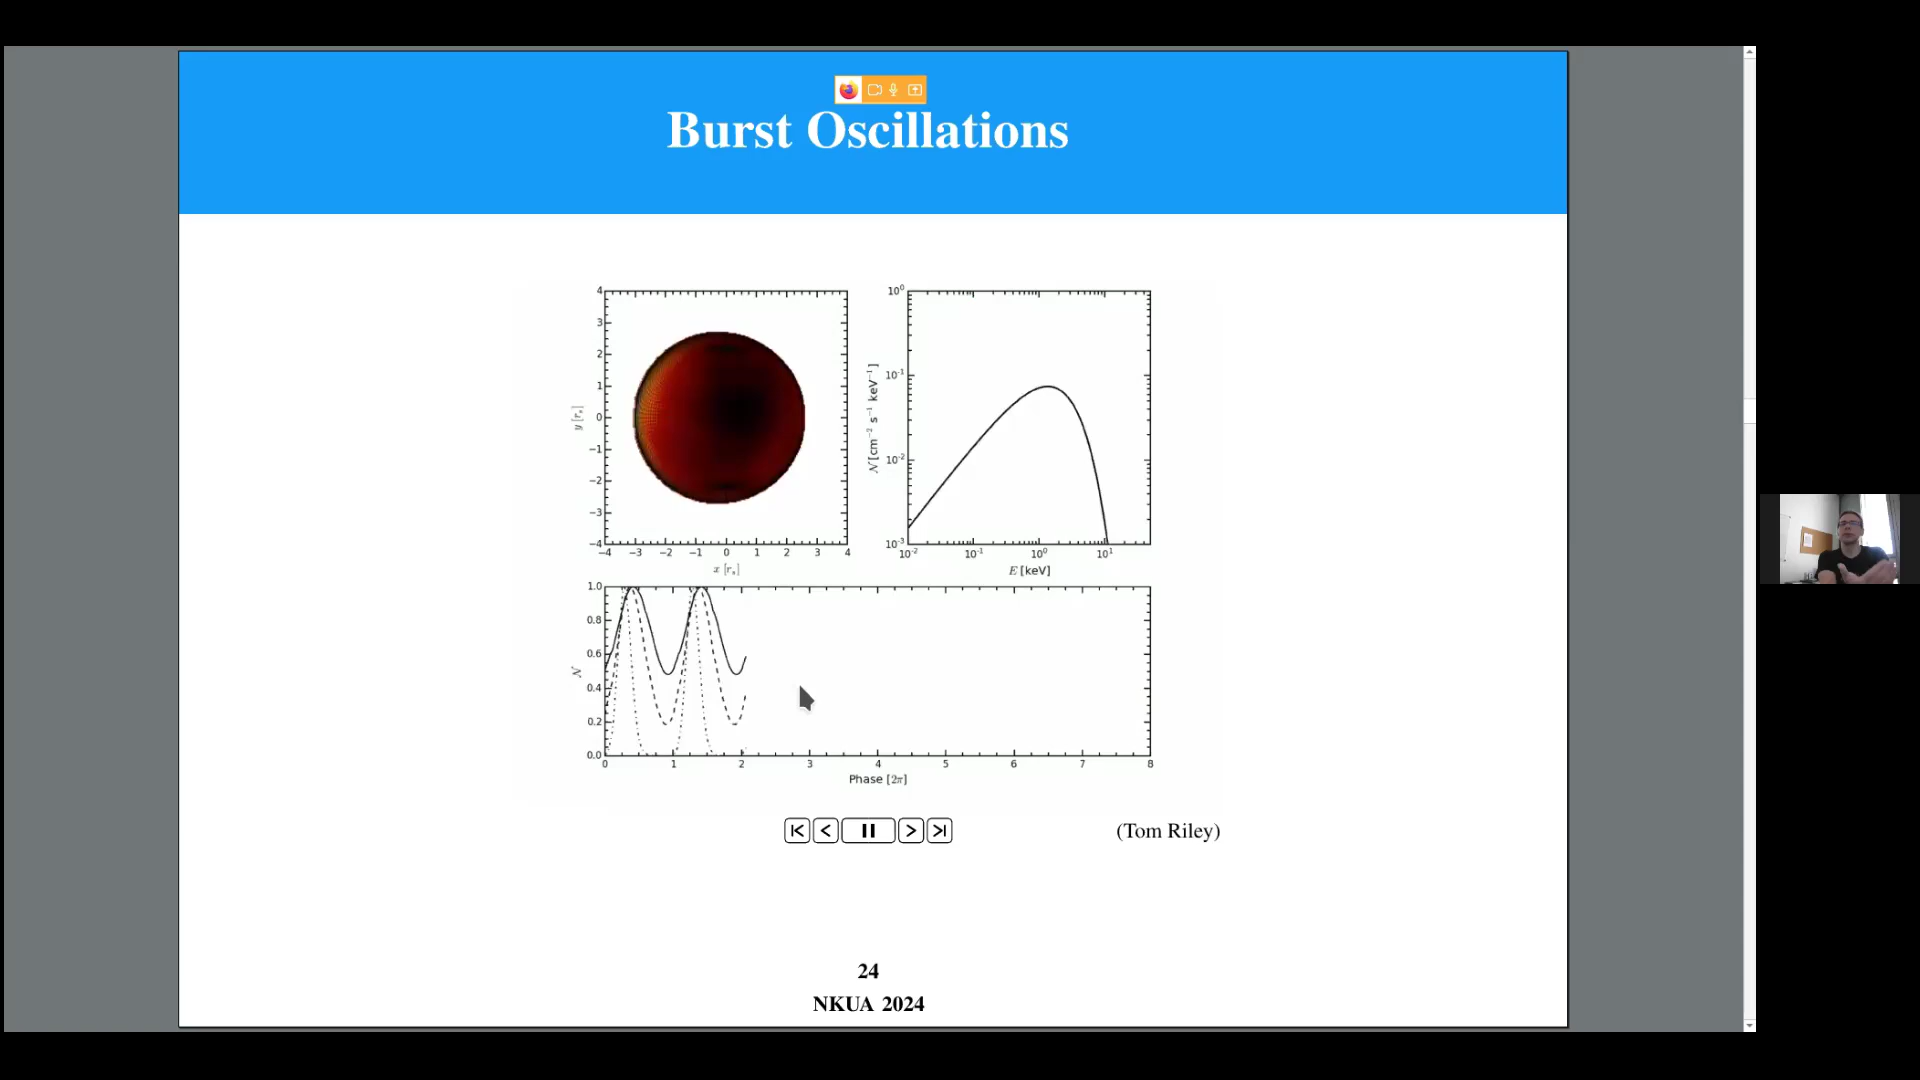 Burst Oscillations
4
3
2
1
0
−1
−2
−3
−4
y [rₛ]
−4 −3 −2 −1 0 1 2 3 4
x [rₛ]
10⁰
10⁻¹
10⁻²
10⁻³
𝒩 [cm⁻² s⁻¹ keV⁻¹]
10⁻² 10⁻¹ 10⁰ 10¹
E [keV]
1.0
0.8
0.6
0.4
0.2
0.0
𝒩
0 1 2 3 4 5 6 7 8
Phase [2π]
(Tom Riley)
24
NKUA 2024